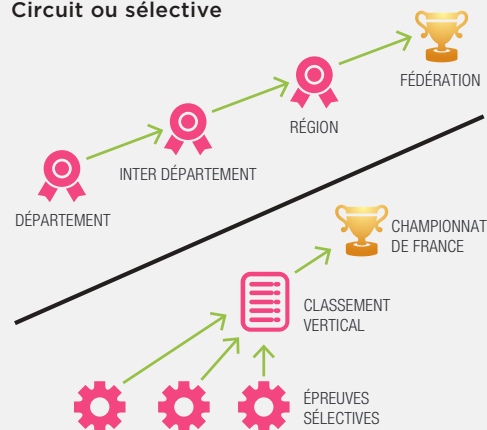 Circuit ou sélective
FÉDÉRATION
RÉGION
INTER DÉPARTEMENT
DÉPARTEMENT
CHAMPIONNAT
DE FRANCE
CLASSEMENT
VERTICAL
ÉPREUVES
SÉLECTIVES